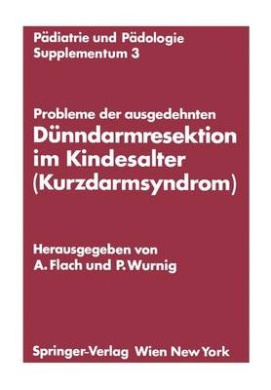 Pädiatrie und Pädologie
Supplementum 3
Probleme der ausgedehnten
Dünndarmresektion
im Kindesalter
(Kurzdarmsyndrom)
Herausgegeben von
A. Flach und P. Wurnig
Springer-Verlag Wien New York